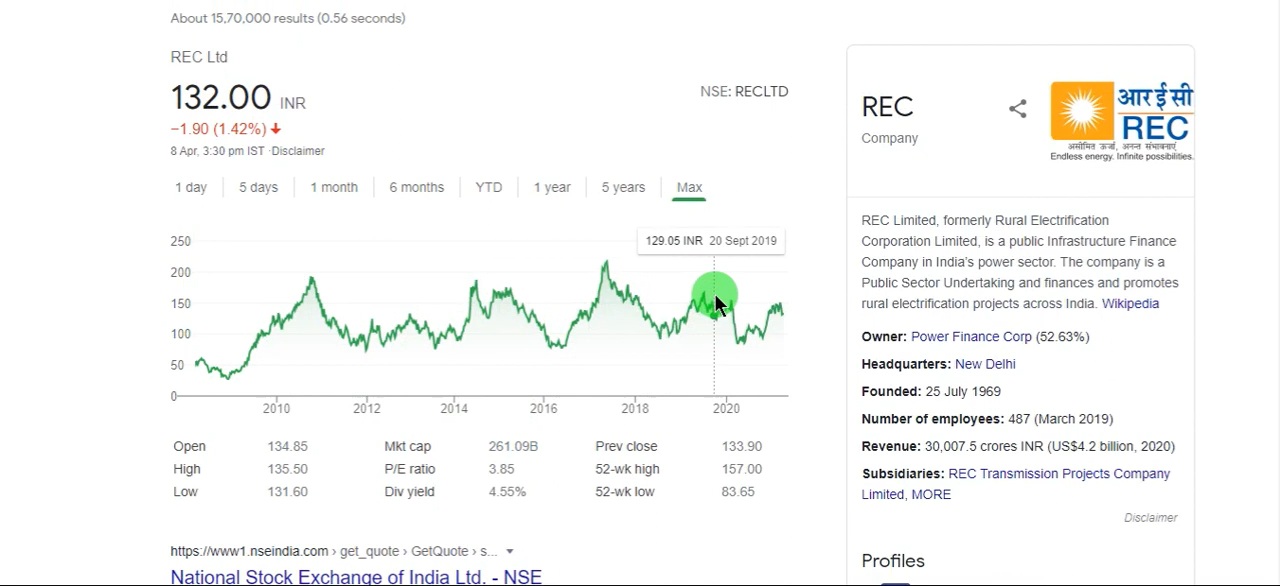 About 15,70,000 results (0.56 seconds)
REC Ltd
132.00 INR
NSE: RECLTD
−1.90 (1.42%)
8 Apr, 3:30 pm IST ·Disclaimer
1 day 5 days 1 month 6 months YTD 1 year 5 years Max
129.05 INR 20 Sept 2019
250
200
150
100
50
0
2010 2012 2014 2016 2018 2020
Open 134.85 Mkt cap 261.09B Prev close 133.90
High 135.50 P/E ratio 3.85 52-wk high 157.00
Low 131.60 Div yield 4.55% 52-wk low 83.65
https://www1.nseindia.com › get_quote › GetQuote › s...
National Stock Exchange of India Ltd. - NSE
REC
Company
आर ई सी
REC
असीमित ऊर्जा, अनन्त संभावनाएं
Endless energy. Infinite possibilities.
REC Limited, formerly Rural Electrification
Corporation Limited, is a public Infrastructure Finance
Company in India's power sector. The company is a
Public Sector Undertaking and finances and promotes
rural electrification projects across India. Wikipedia
Owner: Power Finance Corp (52.63%)
Headquarters: New Delhi
Founded: 25 July 1969
Number of employees: 487 (March 2019)
Revenue: 30,007.5 crores INR (US$4.2 billion, 2020)
Subsidiaries: REC Transmission Projects Company
Limited, MORE
Disclaimer
Profiles